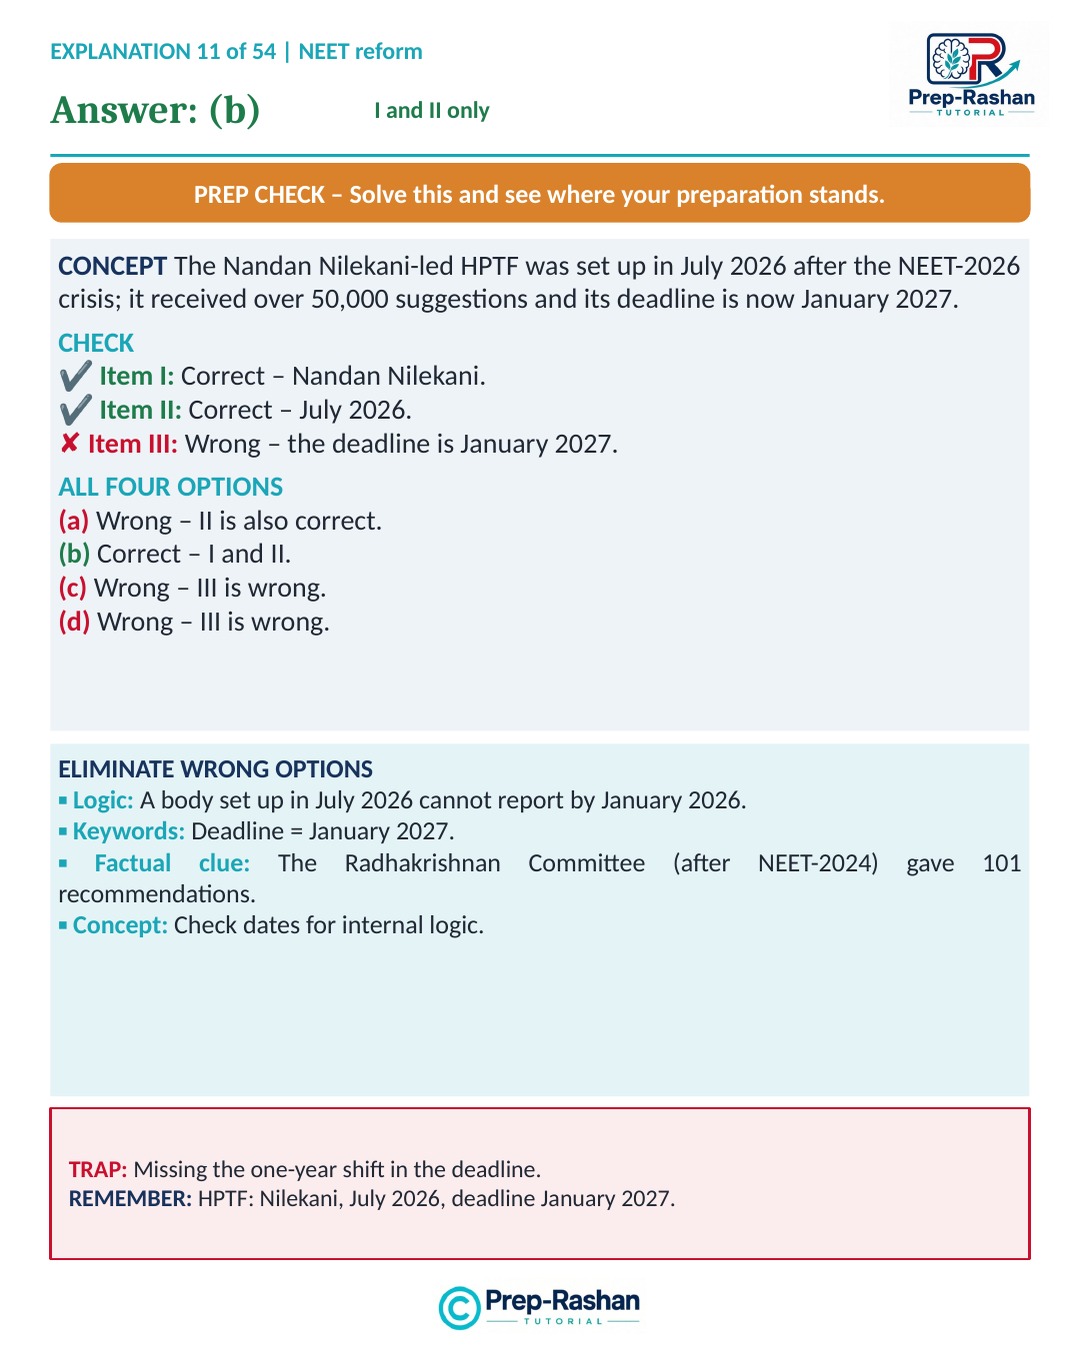 EXPLANATION 11 of 54 | NEET reform
Prep-Rashan
TUTORIAL
Answer: (b) I and II only
PREP CHECK – Solve this and see where your preparation stands.
CONCEPT The Nandan Nilekani-led HPTF was set up in July 2026 after the NEET-2026
crisis; it received over 50,000 suggestions and its deadline is now January 2027.
CHECK
✔ Item I: Correct – Nandan Nilekani.
✔ Item II: Correct – July 2026.
✘ Item III: Wrong – the deadline is January 2027.
ALL FOUR OPTIONS
(a) Wrong – II is also correct.
(b) Correct – I and II.
(c) Wrong – III is wrong.
(d) Wrong – III is wrong.
ELIMINATE WRONG OPTIONS
▪ Logic: A body set up in July 2026 cannot report by January 2026.
▪ Keywords: Deadline = January 2027.
▪ Factual clue: The Radhakrishnan Committee (after NEET-2024) gave 101
recommendations.
▪ Concept: Check dates for internal logic.
TRAP: Missing the one-year shift in the deadline.
REMEMBER: HPTF: Nilekani, July 2026, deadline January 2027.
© Prep-Rashan
TUTORIAL